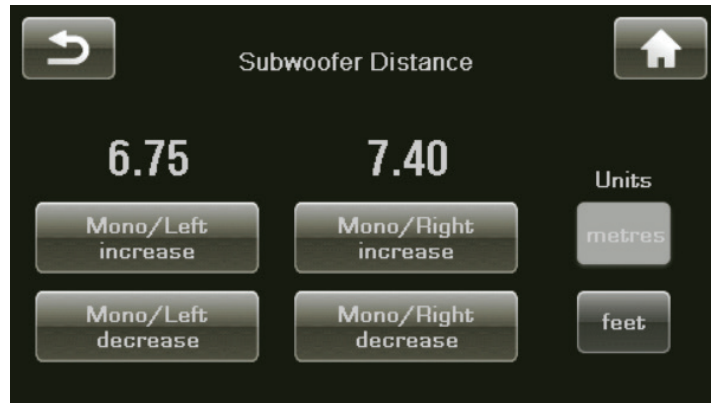 Subwoofer Distance
6.75
7.40
Units
Mono/Left
increase
Mono/Right
increase
metres
Mono/Left
decrease
Mono/Right
decrease
feet